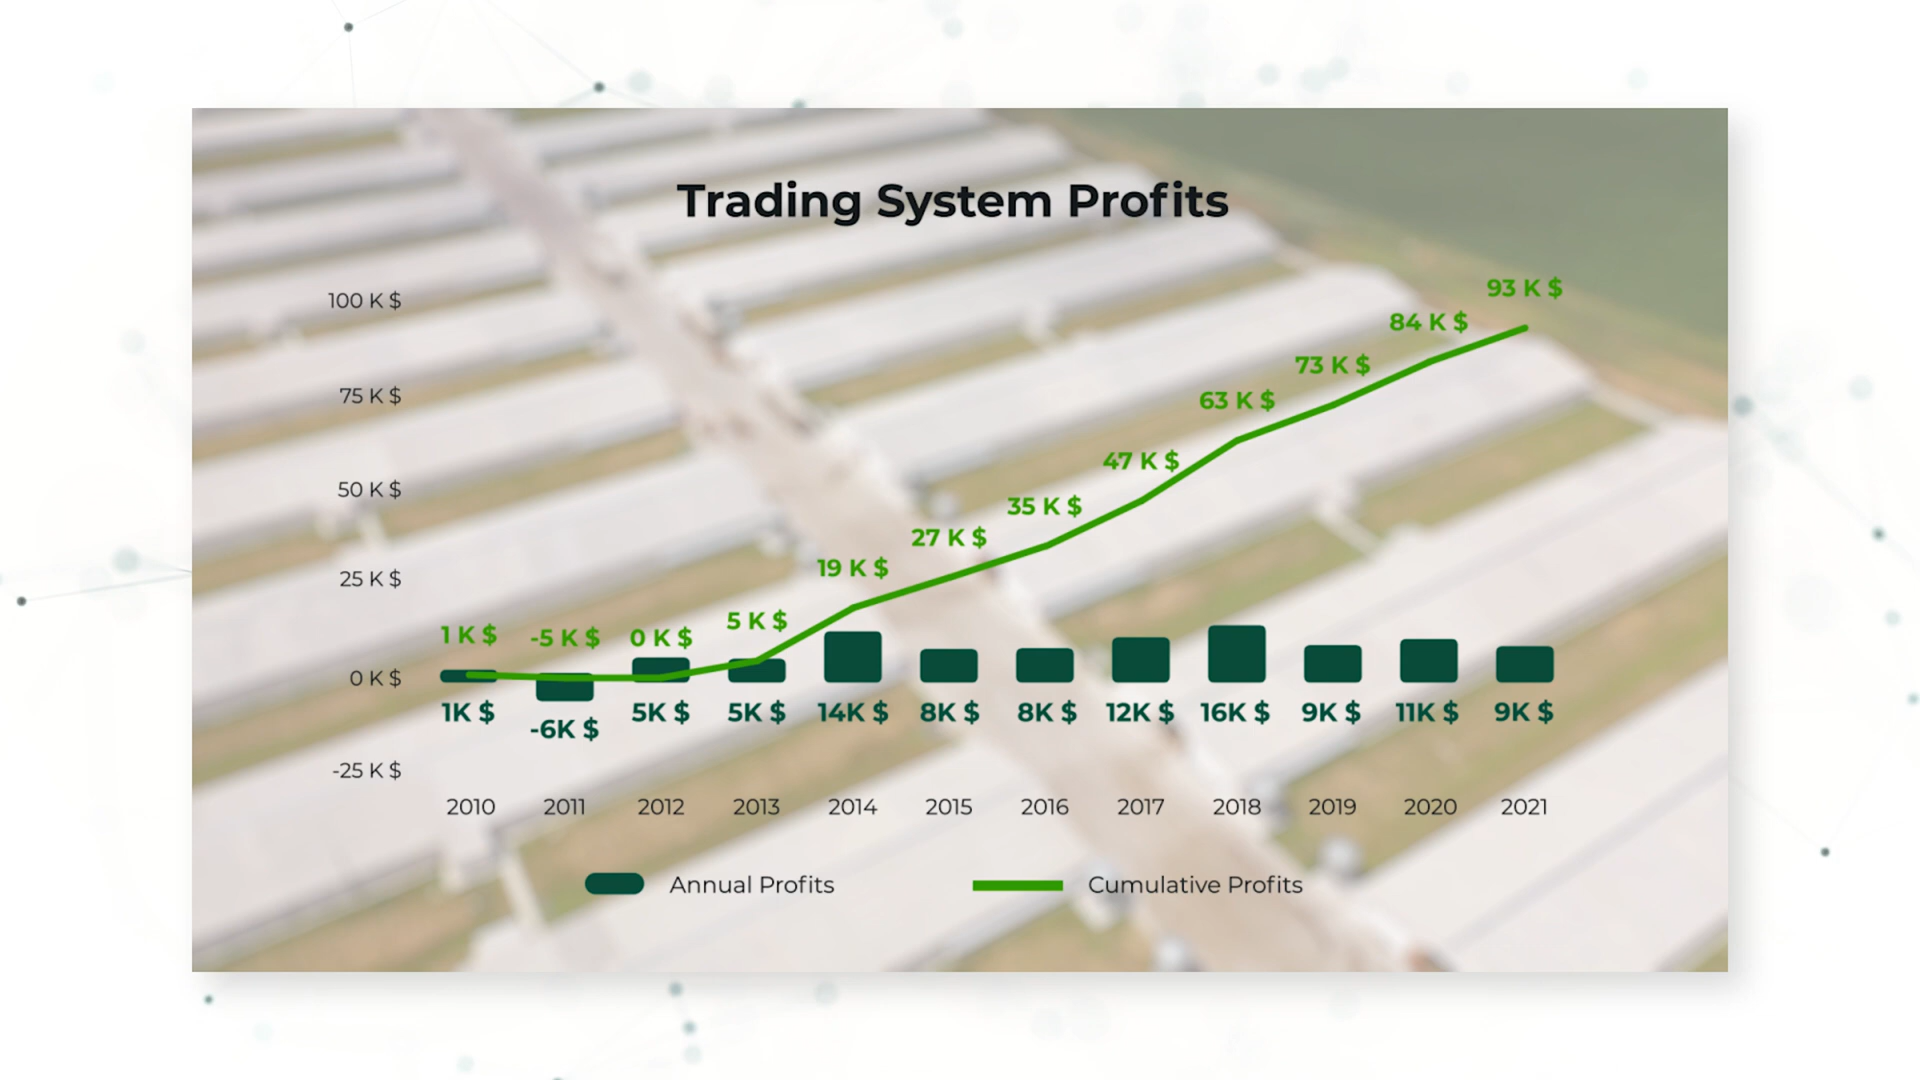 Trading System Profits
100 K $
75 K $
50 K $
25 K $
0 K $
-25 K $
1 K $ -5 K $ 0 K $ 5 K $ 19 K $ 27 K $ 35 K $ 47 K $ 63 K $ 73 K $ 84 K $ 93 K $
1K $ -6K $ 5K $ 5K $ 14K $ 8K $ 8K $ 12K $ 16K $ 9K $ 11K $ 9K $
2010 2011 2012 2013 2014 2015 2016 2017 2018 2019 2020 2021
Annual Profits Cumulative Profits